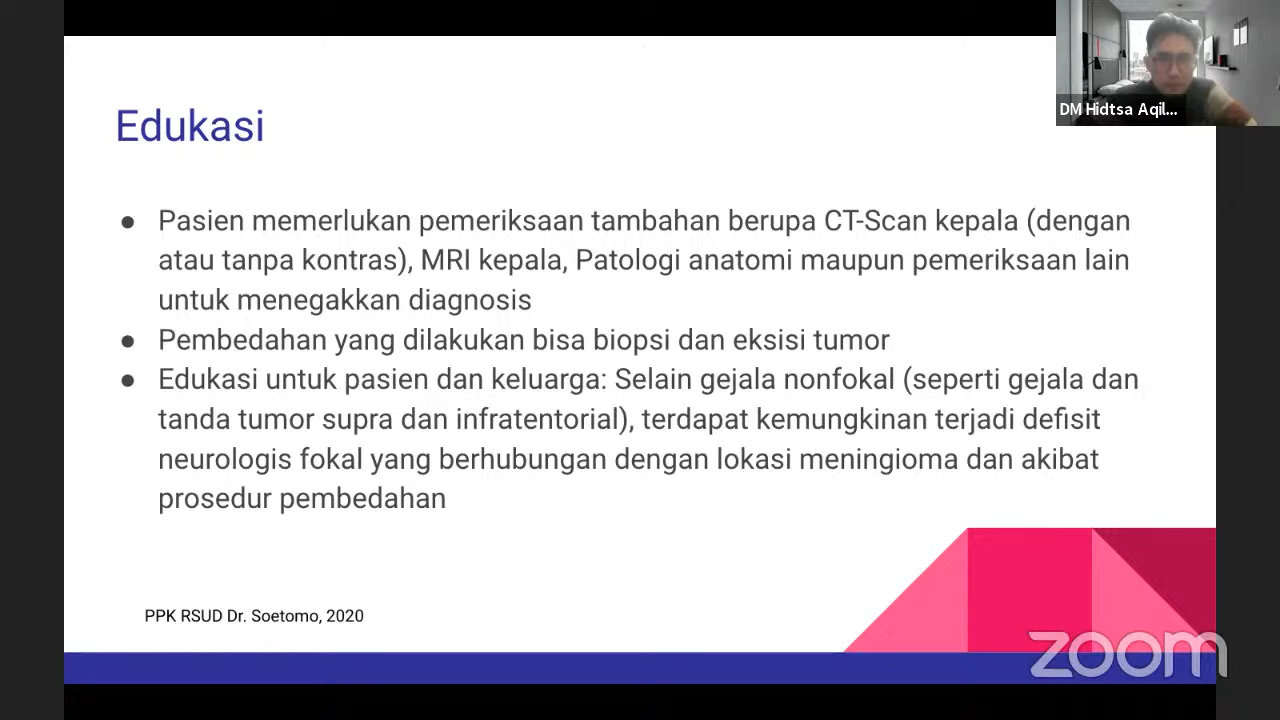 DM Hidtsa Aqil...
Edukasi
● Pasien memerlukan pemeriksaan tambahan berupa CT-Scan kepala (dengan
atau tanpa kontras), MRI kepala, Patologi anatomi maupun pemeriksaan lain
untuk menegakkan diagnosis
● Pembedahan yang dilakukan bisa biopsi dan eksisi tumor
● Edukasi untuk pasien dan keluarga: Selain gejala nonfokal (seperti gejala dan
tanda tumor supra dan infratentorial), terdapat kemungkinan terjadi defisit
neurologis fokal yang berhubungan dengan lokasi meningioma dan akibat
prosedur pembedahan
PPK RSUD Dr. Soetomo, 2020
zoom